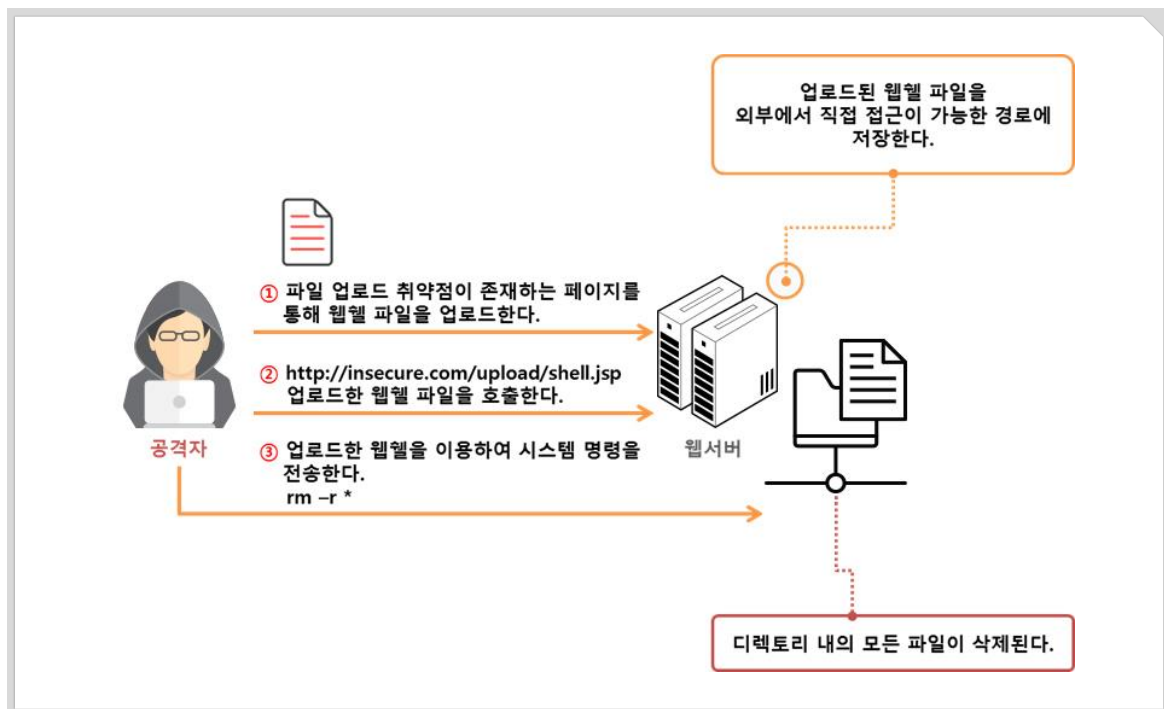 업로드된 웹쉘 파일을
외부에서 직접 접근이 가능한 경로에
저장한다.
① 파일 업로드 취약점이 존재하는 페이지를
통해 웹쉘 파일을 업로드한다.
② http://insecure.com/upload/shell.jsp
업로드한 웹쉘 파일을 호출한다.
공격자
③ 업로드한 웹쉘을 이용하여 시스템 명령을
전송한다.
rm –r *
웹서버
디렉토리 내의 모든 파일이 삭제된다.